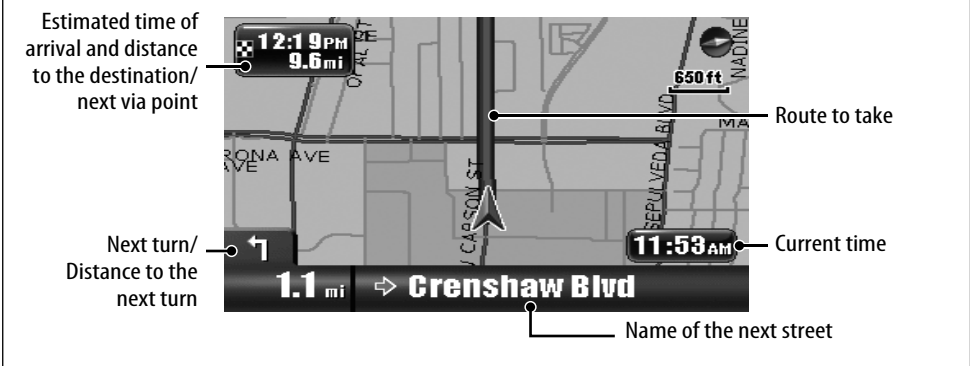 Estimated time of
arrival and distance
to the destination/
next via point
12:19PM
9.6mi
650ft
NADINE
Route to take
MA
RONA AVE
AVE
W CARSON ST
SEPULVEDA BLVD
Next turn/
Distance to the
next turn
11:53AM
Current time
1.1 mi
⇨ Crenshaw Blvd
Name of the next street